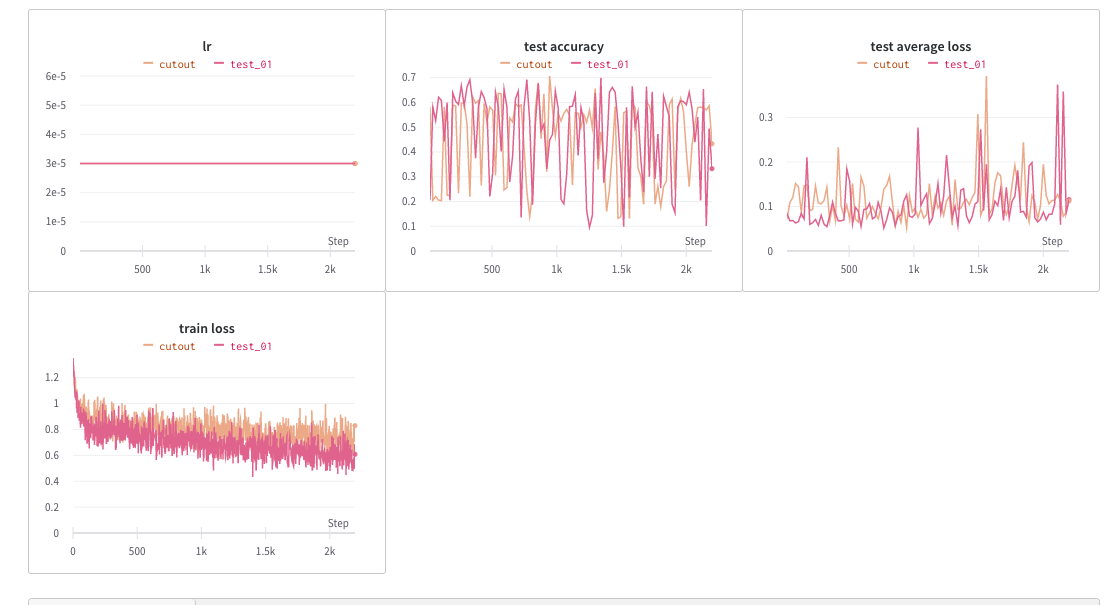 lr
cutout test_01
6e-5
5e-5
4e-5
3e-5
2e-5
1e-5
0
Step
500 1k 1.5k 2k
test accuracy
cutout test_01
0.7
0.6
0.5
0.4
0.3
0.2
0.1
0
Step
500 1k 1.5k 2k
test average loss
cutout test_01
0.3
0.2
0.1
0
Step
500 1k 1.5k 2k
train loss
cutout test_01
1.2
1
0.8
0.6
0.4
0.2
0
Step
0 500 1k 1.5k 2k